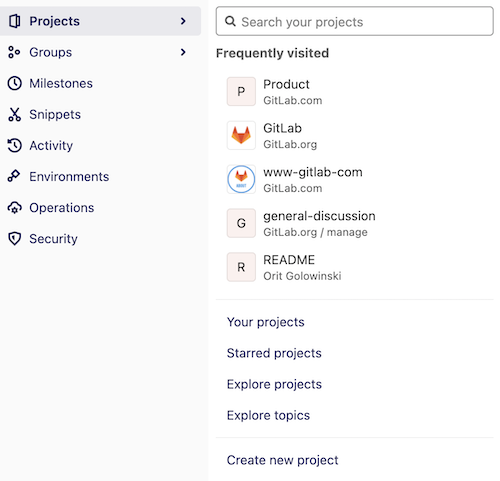 Projects
Groups
Milestones
Snippets
Activity
Environments
Operations
Security
Search your projects
Frequently visited
P
Product
GitLab.com
GitLab
GitLab.org
www-gitlab-com
GitLab.com
G
general-discussion
GitLab.org / manage
R
README
Orit Golowinski
Your projects
Starred projects
Explore projects
Explore topics
Create new project